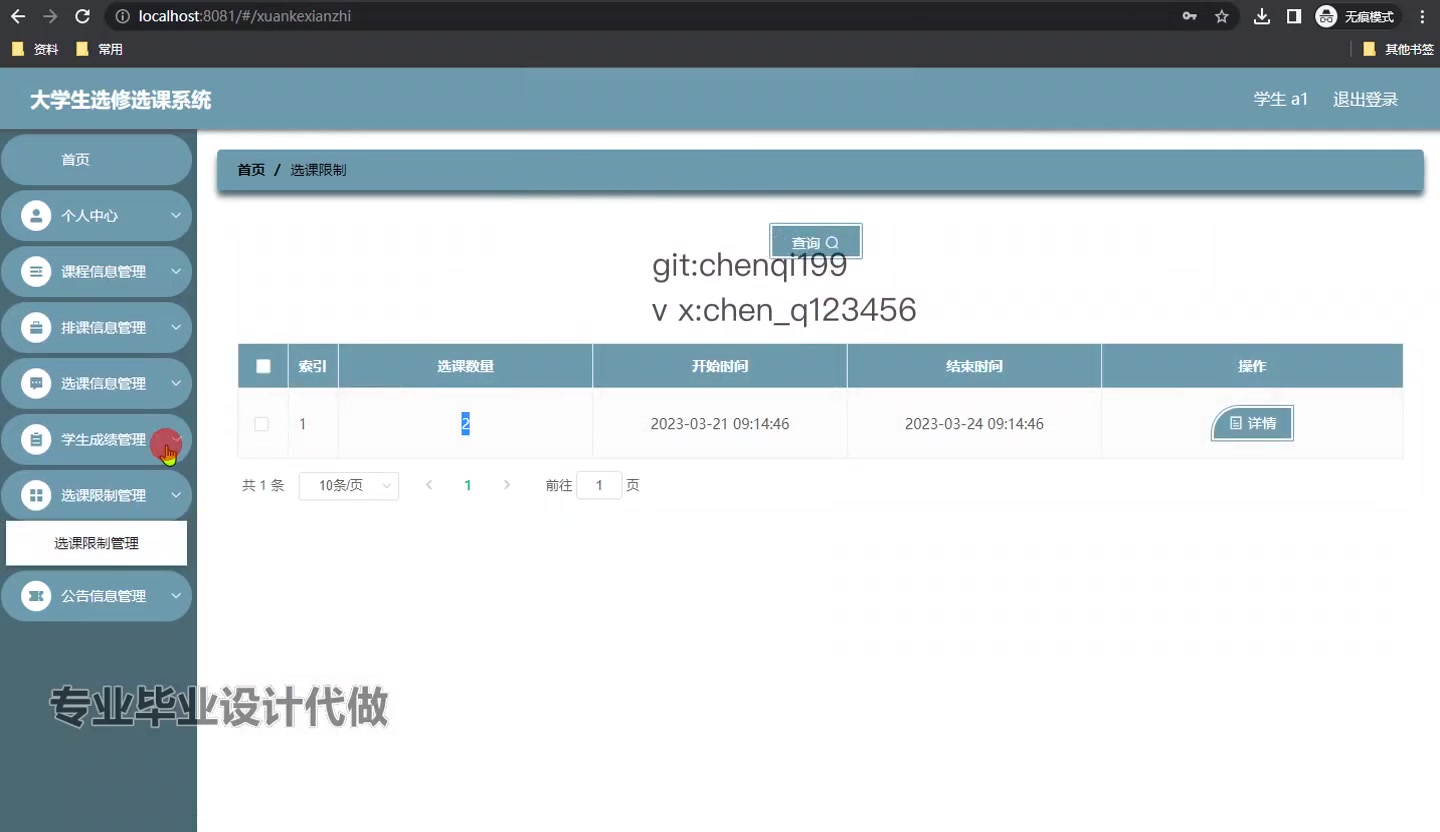 localhost:8081/#/xuankexianzhi
无痕模式
资料
常用
其他书签
大学生选修选课系统
学生 a1
退出登录
首页
个人中心
课程信息管理
排课信息管理
选课信息管理
学生成绩管理
选课限制管理
选课限制管理
公告信息管理
首页 / 选课限制
查询
git:chenqi199
v x:chen_q123456
索引 选课数量 开始时间 结束时间 操作
1 2 2023-03-21 09:14:46 2023-03-24 09:14:46 详情
共 1 条 10条/页 1 前往 1 页
专业毕业设计代做